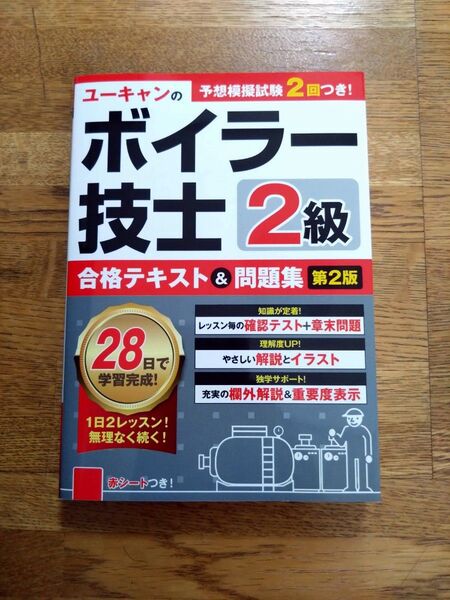 ユーキャンの
予想模擬試験2回つき!
ボイラー
技士 2級
合格テキスト&問題集 第2版
28日で
学習完成!
1日2レッスン!
無理なく続く!
知識が定着!
レッスン毎の確認テスト+章末問題
理解度UP!
やさしい解説とイラスト
独学サポート!
充実の欄外解説&重要度表示
赤シートつき!